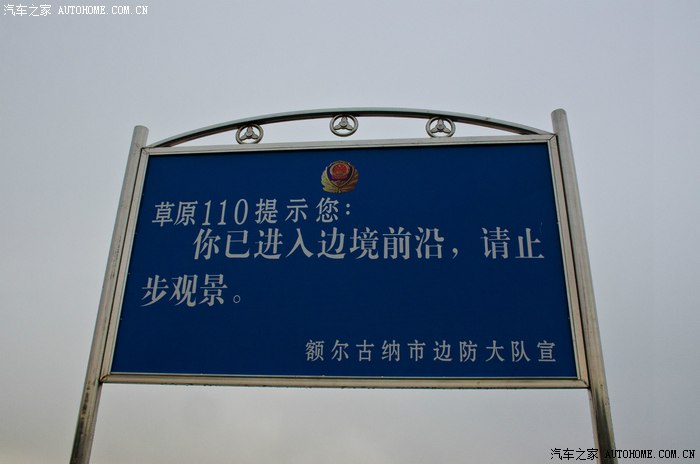 汽车之家 AUTOHOME.COM.CN
草原110提示您：
你已进入边境前沿，请止
步观景。
额尔古纳市边防大队宣
汽车之家 AUTOHOME.COM.CN